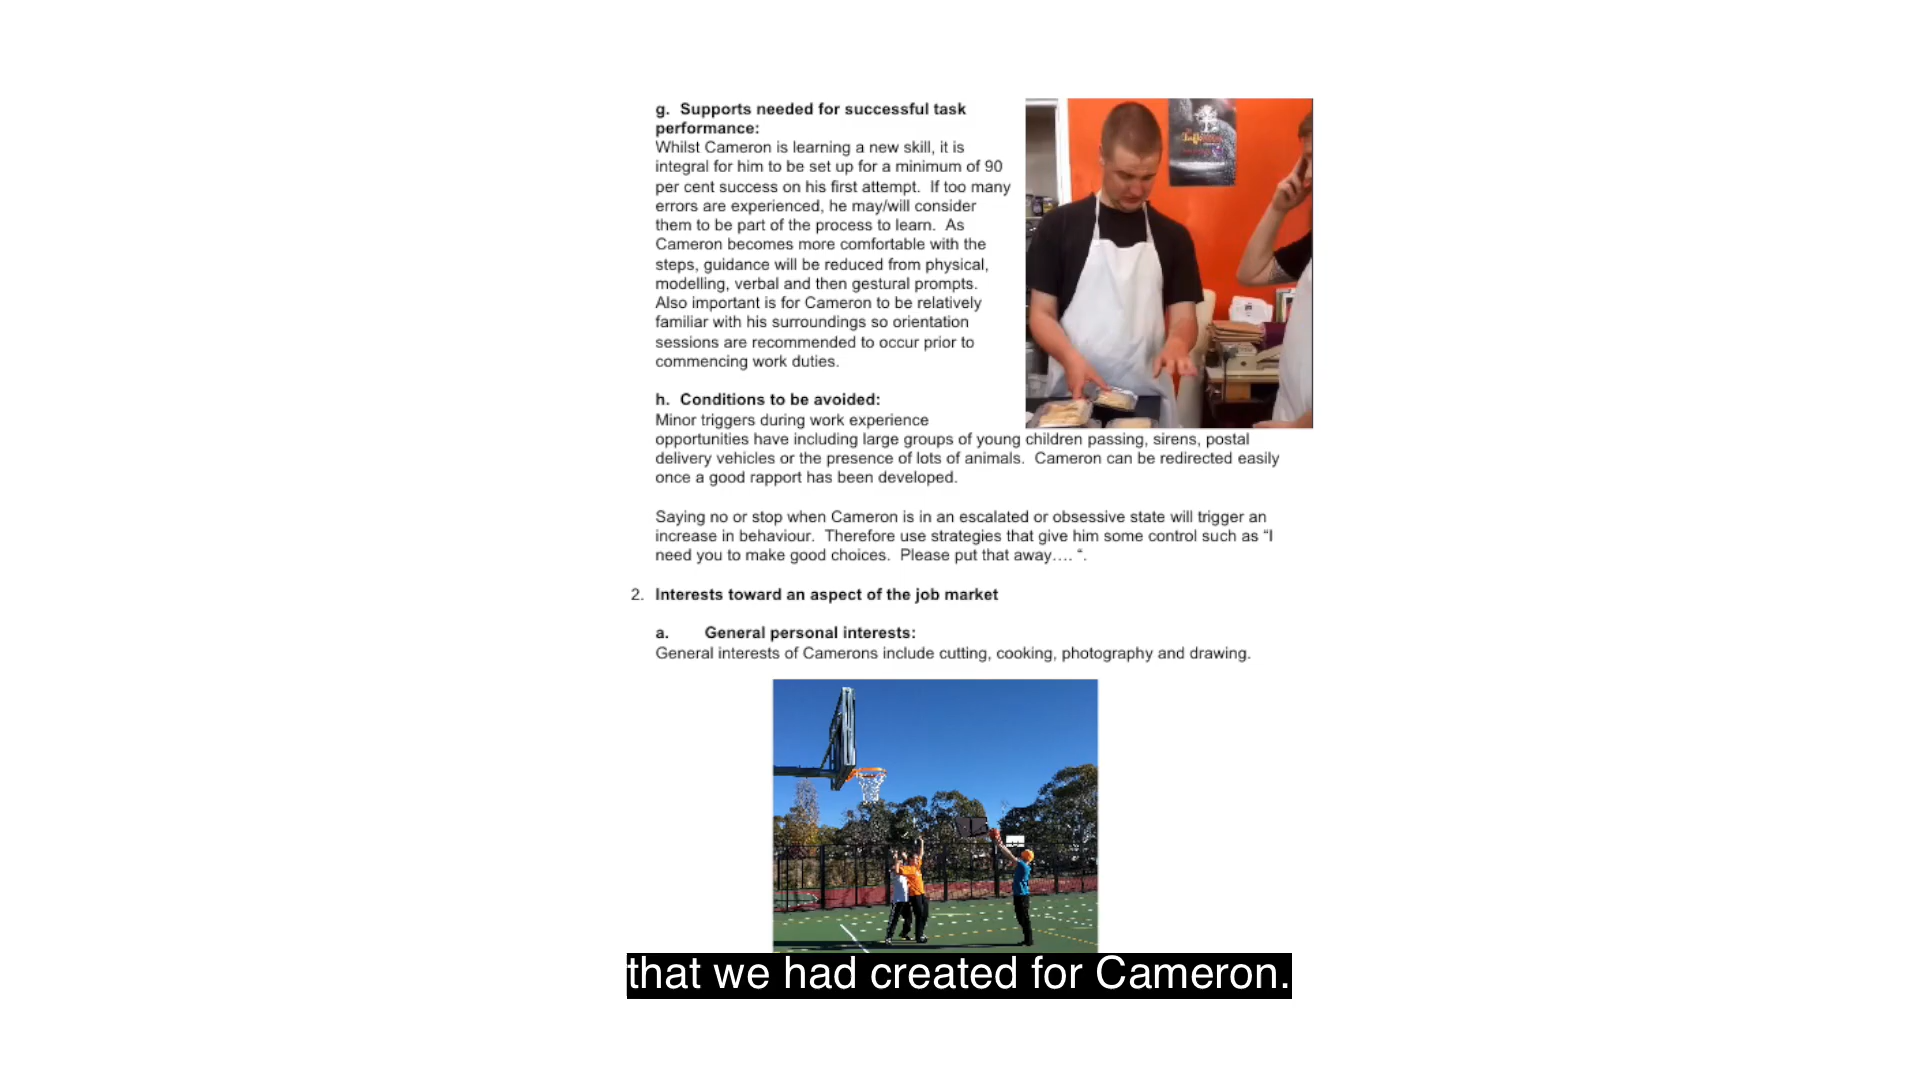 g. Supports needed for successful task
performance:
Whilst Cameron is learning a new skill, it is
integral for him to be set up for a minimum of 90
per cent success on his first attempt. If too many
errors are experienced, he may/will consider
them to be part of the process to learn. As
Cameron becomes more comfortable with the
steps, guidance will be reduced from physical,
modelling, verbal and then gestural prompts.
Also important is for Cameron to be relatively
familiar with his surroundings so orientation
sessions are recommended to occur prior to
commencing work duties.
h. Conditions to be avoided:
Minor triggers during work experience
opportunities have including large groups of young children passing, sirens, postal
delivery vehicles or the presence of lots of animals. Cameron can be redirected easily
once a good rapport has been developed.
Saying no or stop when Cameron is in an escalated or obsessive state will trigger an
increase in behaviour. Therefore use strategies that give him some control such as “I
need you to make good choices. Please put that away…. “.
2. Interests toward an aspect of the job market
a. General personal interests:
General interests of Camerons include cutting, cooking, photography and drawing.
that we had created for Cameron.